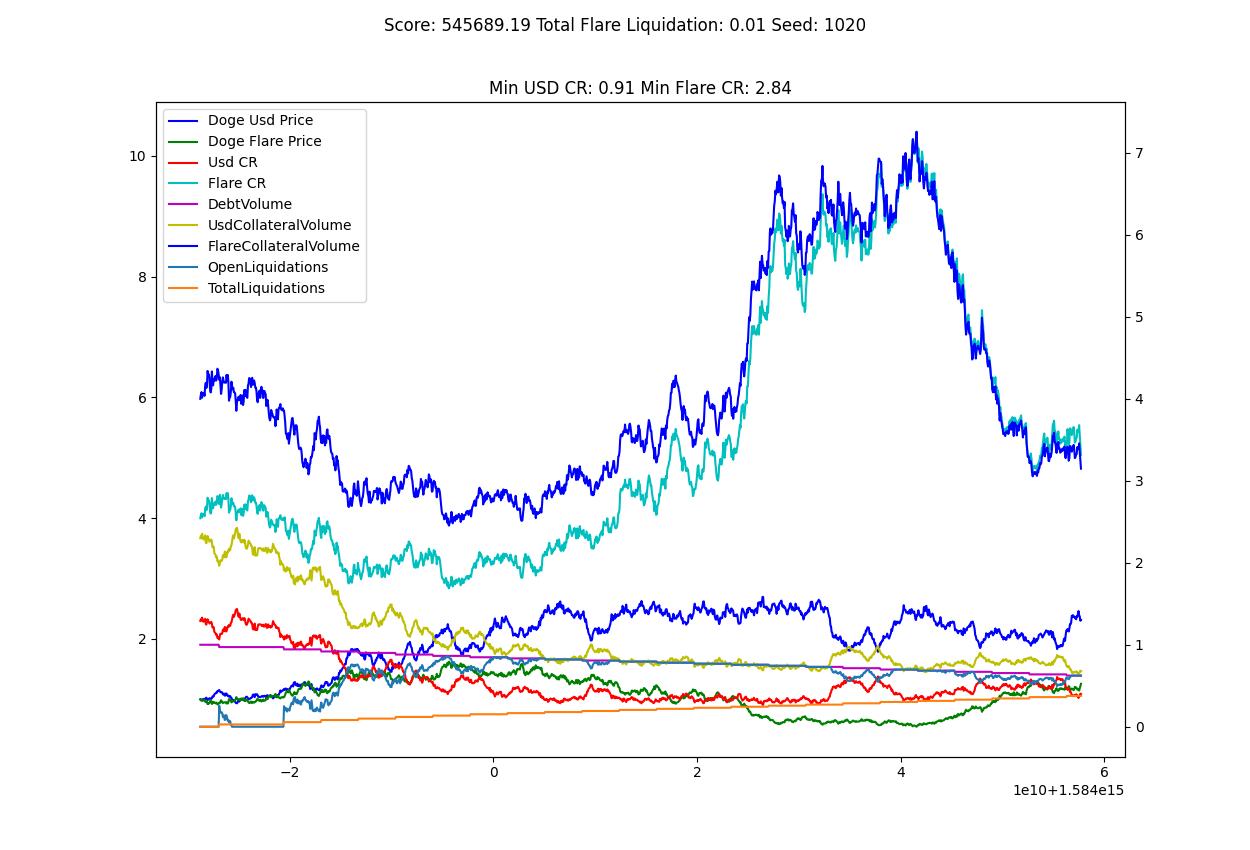 Score: 545689.19 Total Flare Liquidation: 0.01 Seed: 1020
Min USD CR: 0.91 Min Flare CR: 2.84
Doge Usd Price
Doge Flare Price
Usd CR
Flare CR
DebtVolume
UsdCollateralVolume
FlareCollateralVolume
OpenLiquidations
TotalLiquidations
10
8
6
4
2
7
6
5
4
3
2
1
0
−2
0
2
4
6
1e10+1.584e15